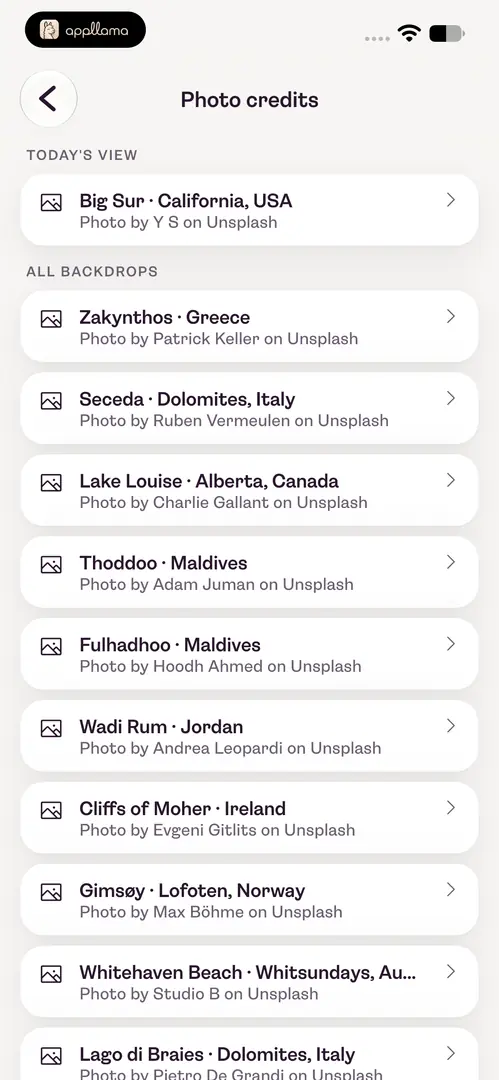 appllama
Photo credits
TODAY'S VIEW
Big Sur · California, USA
Photo by Y S on Unsplash
ALL BACKDROPS
Zakynthos · Greece
Photo by Patrick Keller on Unsplash
Seceda · Dolomites, Italy
Photo by Ruben Vermeulen on Unsplash
Lake Louise · Alberta, Canada
Photo by Charlie Gallant on Unsplash
Thoddoo · Maldives
Photo by Adam Juman on Unsplash
Fulhadhoo · Maldives
Photo by Hoodh Ahmed on Unsplash
Wadi Rum · Jordan
Photo by Andrea Leopardi on Unsplash
Cliffs of Moher · Ireland
Photo by Evgeni Gitlits on Unsplash
Gimsøy · Lofoten, Norway
Photo by Max Böhme on Unsplash
Whitehaven Beach · Whitsundays, Au...
Photo by Studio B on Unsplash
Lago di Braies · Dolomites, Italy
Photo by Pietro De Grandi on Unsplash